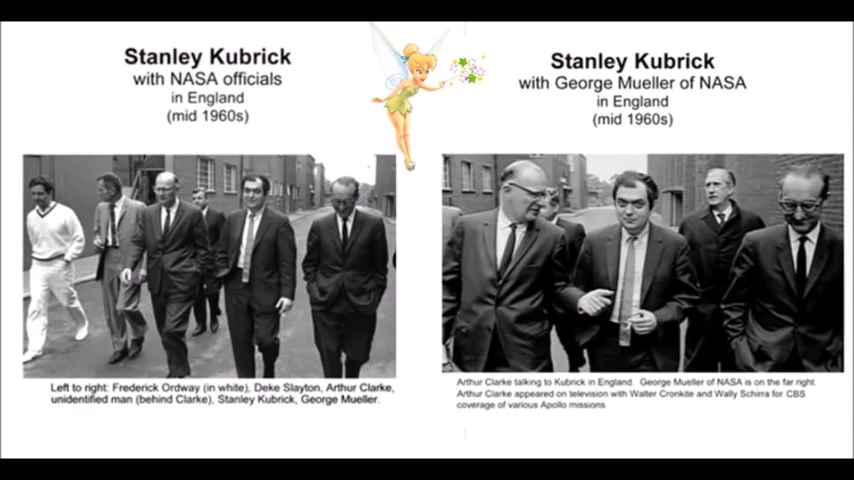 Stanley Kubrick
with NASA officials
in England
(mid 1960s)
Left to right: Frederick Ordway (in white), Deke Slayton, Arthur Clarke,
unidentified man (behind Clarke), Stanley Kubrick, George Mueller.
Stanley Kubrick
with George Mueller of NASA
in England
(mid 1960s)
Arthur Clarke talking to Kubrick in England. George Mueller of NASA is on the far right.
Arthur Clarke appeared on television with Walter Cronkite and Wally Schirra for CBS
coverage of various Apollo missions.